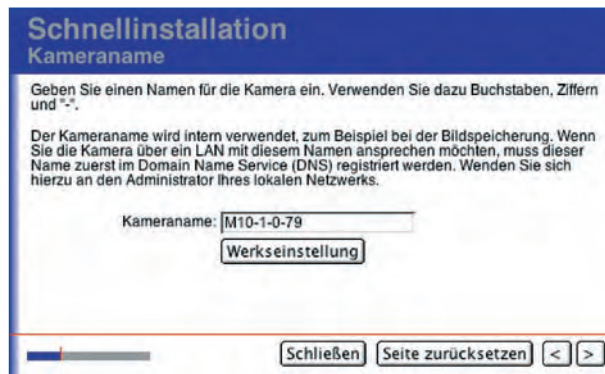 Schnellinstallation
Kameraname
Geben Sie einen Namen für die Kamera ein. Verwenden Sie dazu Buchstaben, Ziffern
und "-".
Der Kameraname wird intern verwendet, zum Beispiel bei der Bildspeicherung. Wenn
Sie die Kamera über ein LAN mit diesem Namen ansprechen möchten, muss dieser
Name zuerst im Domain Name Service (DNS) registriert werden. Wenden Sie sich
hierzu an den Administrator Ihres lokalen Netzwerks.
Kameraname: M10-1-0-79
Werkseinstellung
Schließen Seite zurücksetzen < >